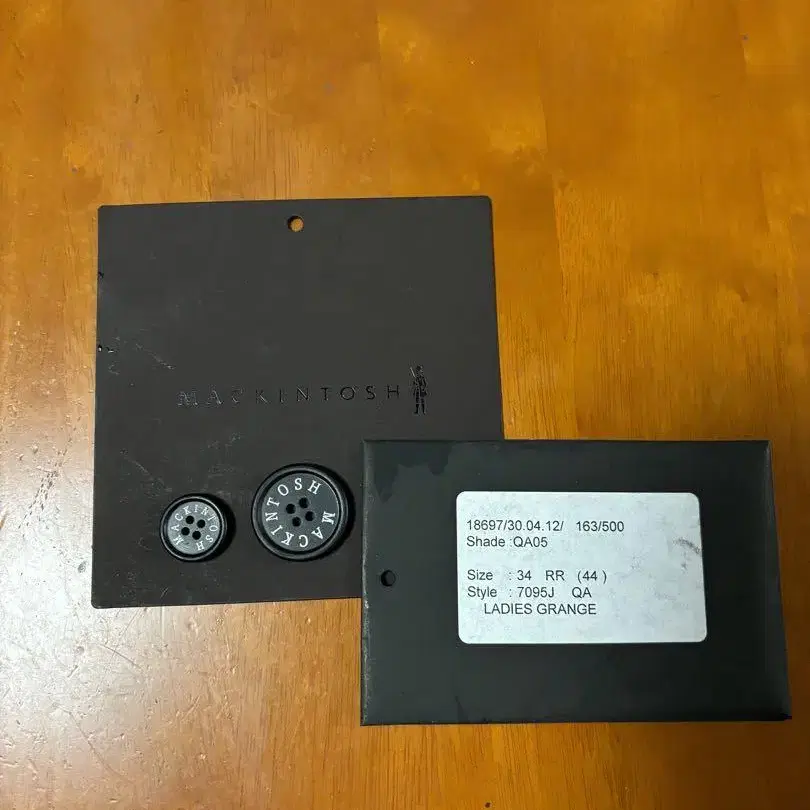 MACKINTOSH
MACKINTOSH
MACKINTOSH
18697/30.04.12/ 163/500
Shade :QA05
Size : 34 RR (44)
Style : 7095J QA
LADIES GRANGE